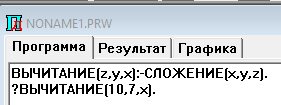 NONAME1.PRW
Программа Результат Графика
ВЫЧИТАНИЕ(z,y,x):-СЛОЖЕНИЕ(x,y,z).
?ВЫЧИТАНИЕ(10,7,x).